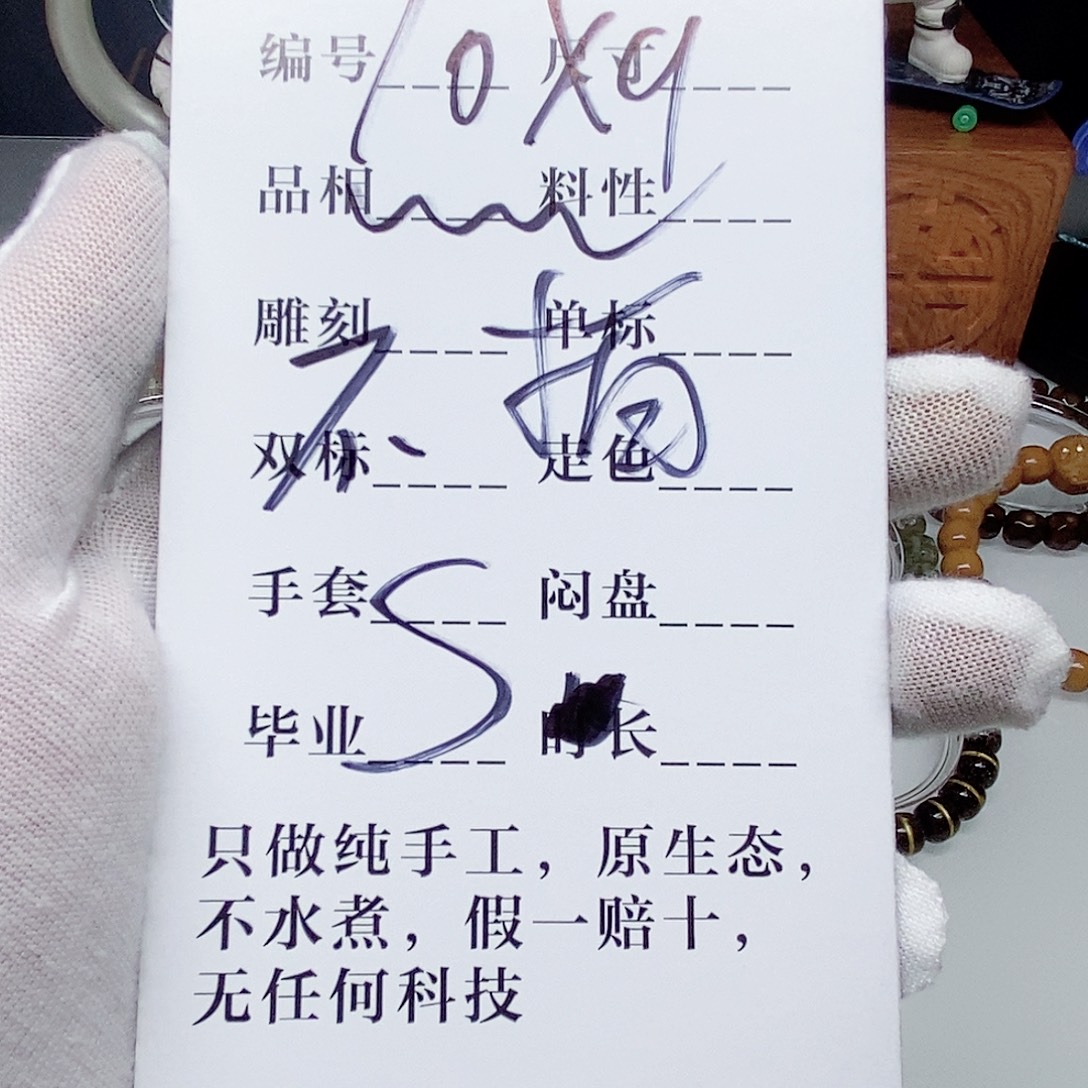 编号____ 尺寸____
10X9
品相____ 料性____
雕刻____ 单标____
双标____ 走色____
手套____ 闷盘____
S
毕业____ 时长____
只做纯手工，原生态，
不水煮，假一赔十，
无任何科技